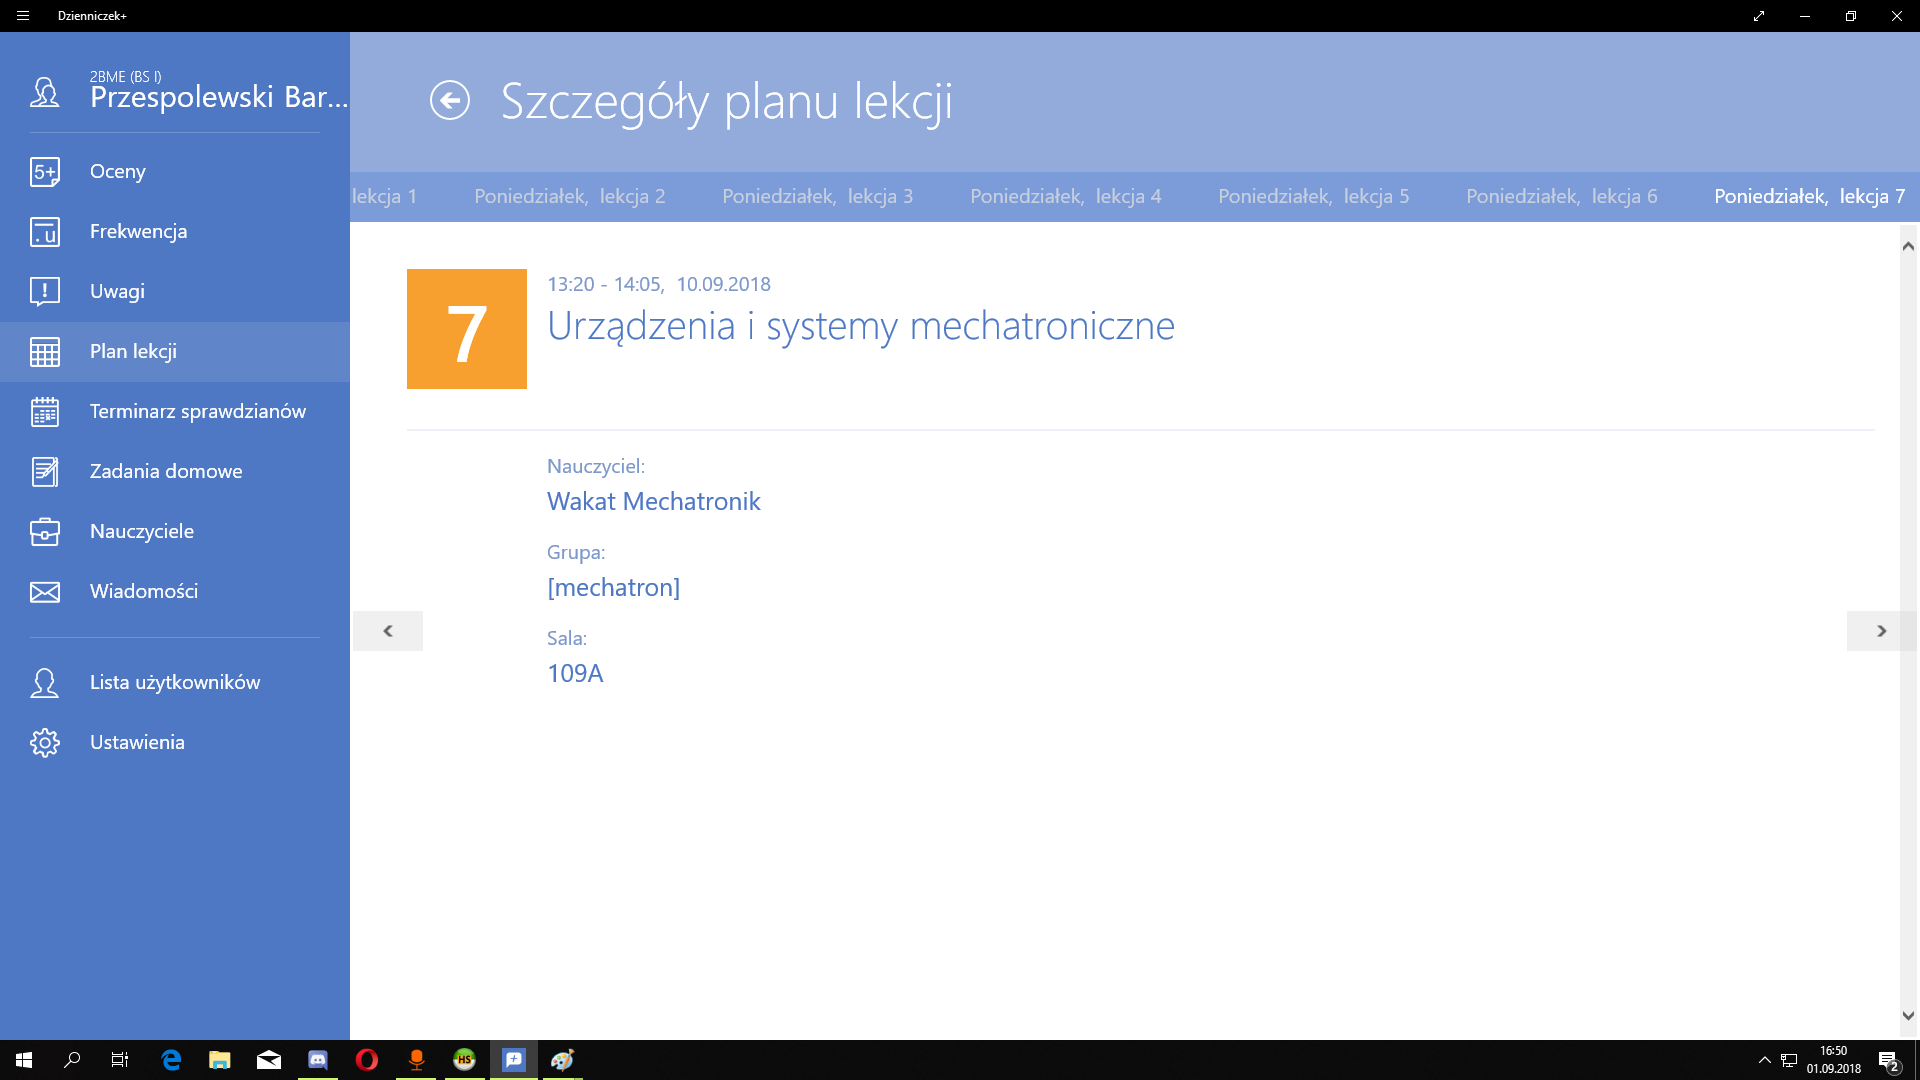 Dzienniczek+
2BME (BS I)
Przespolewski Bar...
Oceny
Frekwencja
Uwagi
Plan lekcji
Terminarz sprawdzianów
Zadania domowe
Nauczyciele
Wiadomości
Lista użytkowników
Ustawienia
Szczegóły planu lekcji
lekcja 1
Poniedziałek, lekcja 2
Poniedziałek, lekcja 3
Poniedziałek, lekcja 4
Poniedziałek, lekcja 5
Poniedziałek, lekcja 6
Poniedziałek, lekcja 7
7
13:20 - 14:05, 10.09.2018
Urządzenia i systemy mechatroniczne
Nauczyciel:
Wakat Mechatronik
Grupa:
[mechatron]
Sala:
109A
5+
.u
HS
16:50
01.09.2018
2